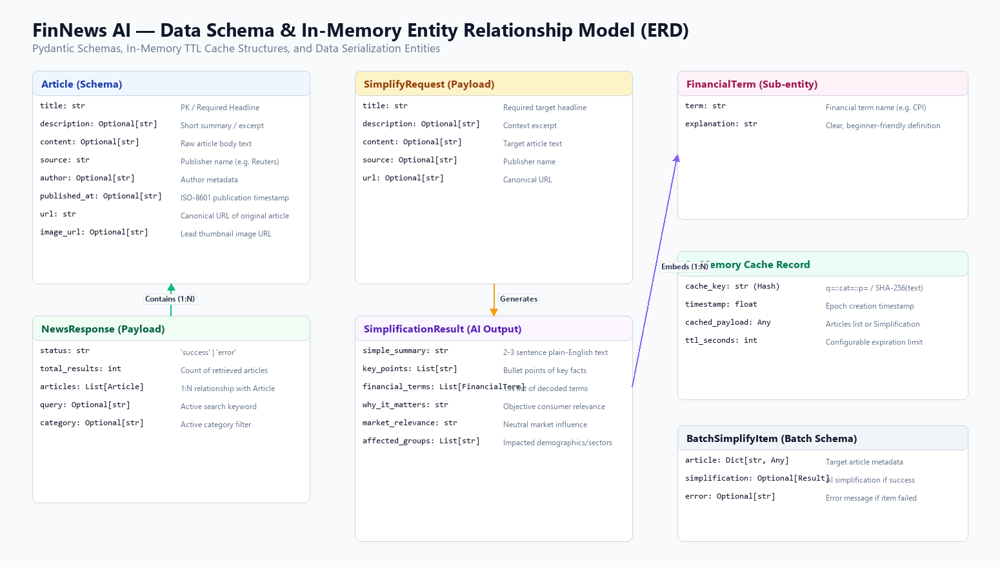 FinNews AI — Data Schema & In-Memory Entity Relationship Model (ERD)
Pydantic Schemas, In-Memory TTL Cache Structures, and Data Serialization Entities
Article (Schema)
title: str PK / Required Headline
description: Optional[str] Short summary / excerpt
content: Optional[str] Raw article body text
source: str Publisher name (e.g. Reuters)
author: Optional[str] Author metadata
published_at: Optional[str] ISO-8601 publication timestamp
url: str Canonical URL of original article
image_url: Optional[str] Lead thumbnail image URL
Contains (1:N)
NewsResponse (Payload)
status: str 'success' | 'error'
total_results: int Count of retrieved articles
articles: List[Article] 1:N relationship with Article
query: Optional[str] Active search keyword
category: Optional[str] Active category filter
SimplifyRequest (Payload)
title: str Required target headline
description: Optional[str] Context excerpt
content: Optional[str] Target article text
source: Optional[str] Publisher name
url: Optional[str] Canonical URL
Generates
SimplificationResult (AI Output)
simple_summary: str 2-3 sentence plain-English text
key_points: List[str] Bullet points of key facts
financial_terms: List[FinancialTerm] 1:N list of decoded terms
why_it_matters: str Objective consumer relevance
market_relevance: str Neutral market influence
affected_groups: List[str] Impacted demographics/sectors
Embeds (1:N)
FinancialTerm (Sub-entity)
term: str Financial term name (e.g. CPI)
explanation: str Clear, beginner-friendly definition
Cache Record
cache_key: str (Hash) q=::cat=::p= / SHA-256(text)
timestamp: float Epoch creation timestamp
cached_payload: Any Articles list or Simplification
ttl_seconds: int Configurable expiration limit
BatchSimplifyItem (Batch Schema)
article: Dict[str, Any] Target article metadata
simplification: Optional[Result] AI simplification if success
error: Optional[str] Error message if item failed